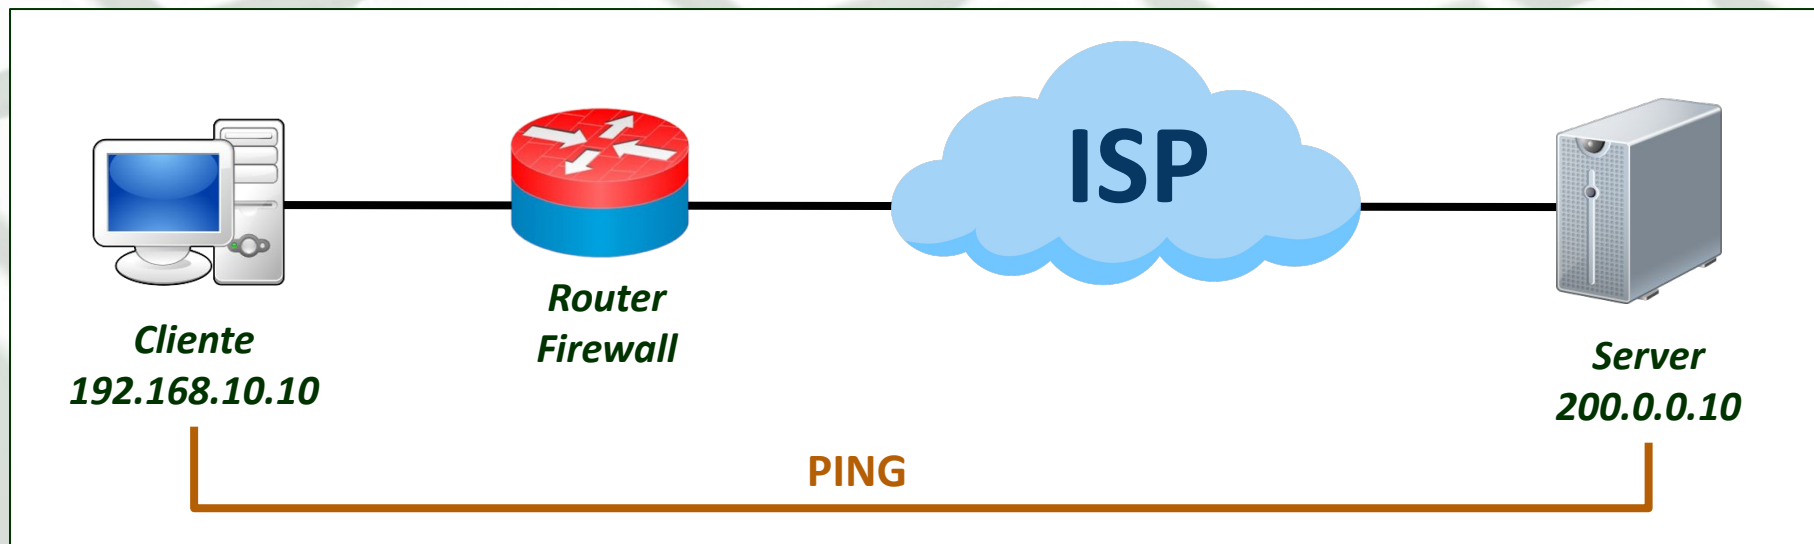 ISP
Router
Firewall
Cliente
192.168.10.10
Server
200.0.0.10
PING